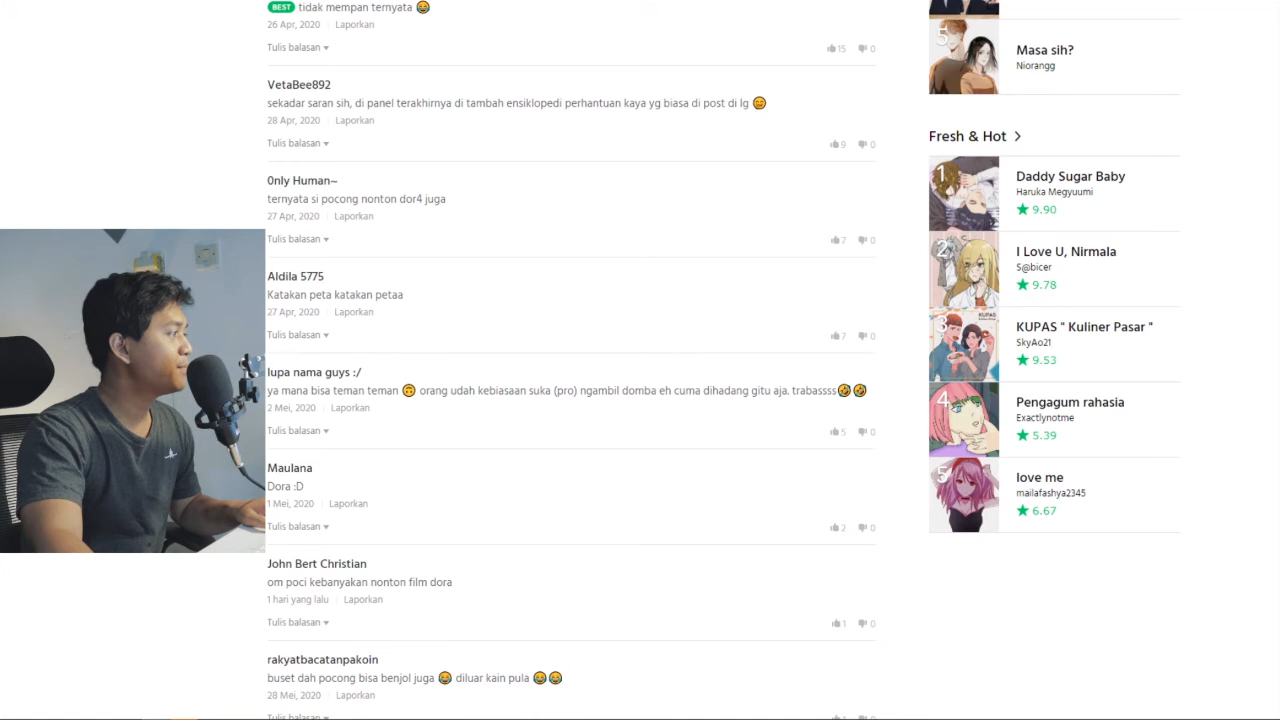 BEST tidak mempan ternyata 😂
26 Apr, 2020 | Laporkan
Tulis balasan ▾ 15 0
VetaBee892
sekadar saran sih, di panel terakhirnya di tambah ensiklopedi perhantuan kaya yg biasa di post di Ig 😊
28 Apr, 2020 | Laporkan
Tulis balasan ▾ 9 0
0nly Human~
ternyata si pocong nonton dor4 juga
27 Apr, 2020 | Laporkan
Tulis balasan ▾ 7 0
Aldila 5775
Katakan peta katakan petaa
27 Apr, 2020 | Laporkan
Tulis balasan ▾ 7 0
lupa nama guys :/
ya mana bisa teman teman 🙃 orang udah kebiasaan suka (pro) ngambil domba eh cuma dihadang gitu aja. trabassss🤣🤣
2 Mei, 2020 | Laporkan
Tulis balasan ▾ 5 0
Maulana
Dora :D
1 Mei, 2020 | Laporkan
Tulis balasan ▾ 2 0
John Bert Christian
om poci kebanyakan nonton film dora
1 hari yang lalu | Laporkan
Tulis balasan ▾ 1 0
rakyatbacatanpakoin
buset dah pocong bisa benjol juga 😂 diluar kain pula 😂😂
28 Mei, 2020 | Laporkan
Tulis balasan ▾
5
Masa sih?
Niorangg
Fresh & Hot >
1
Daddy Sugar Baby
Haruka Megyuumi
★ 9.90
2
I Love U, Nirmala
S@bicer
★ 9.78
3
KUPAS
KUPAS " Kuliner Pasar "
SkyAo21
★ 9.53
4
Pengagum rahasia
Exactlynotme
★ 5.39
5
love me
mailafashya2345
★ 6.67